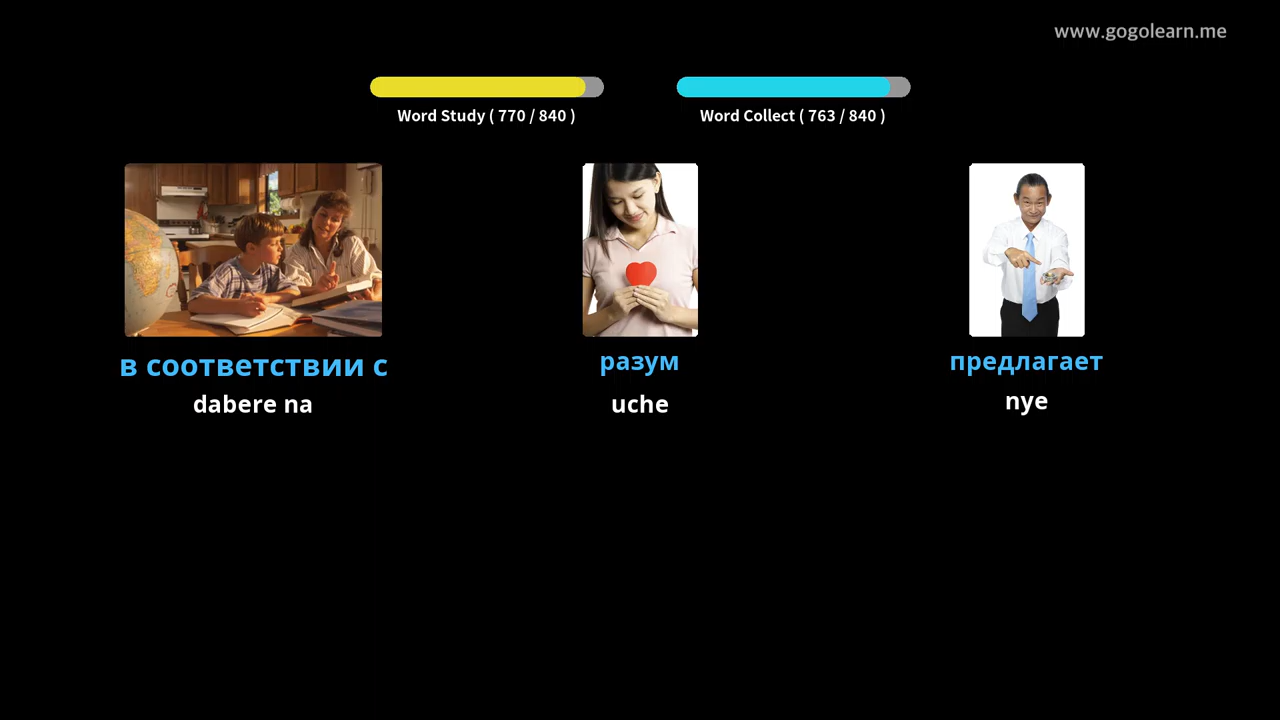 www.gogolearn.me
Word Study ( 770 / 840 )
Word Collect ( 763 / 840 )
в соответствии с
dabere na
разум
uche
предлагает
nye